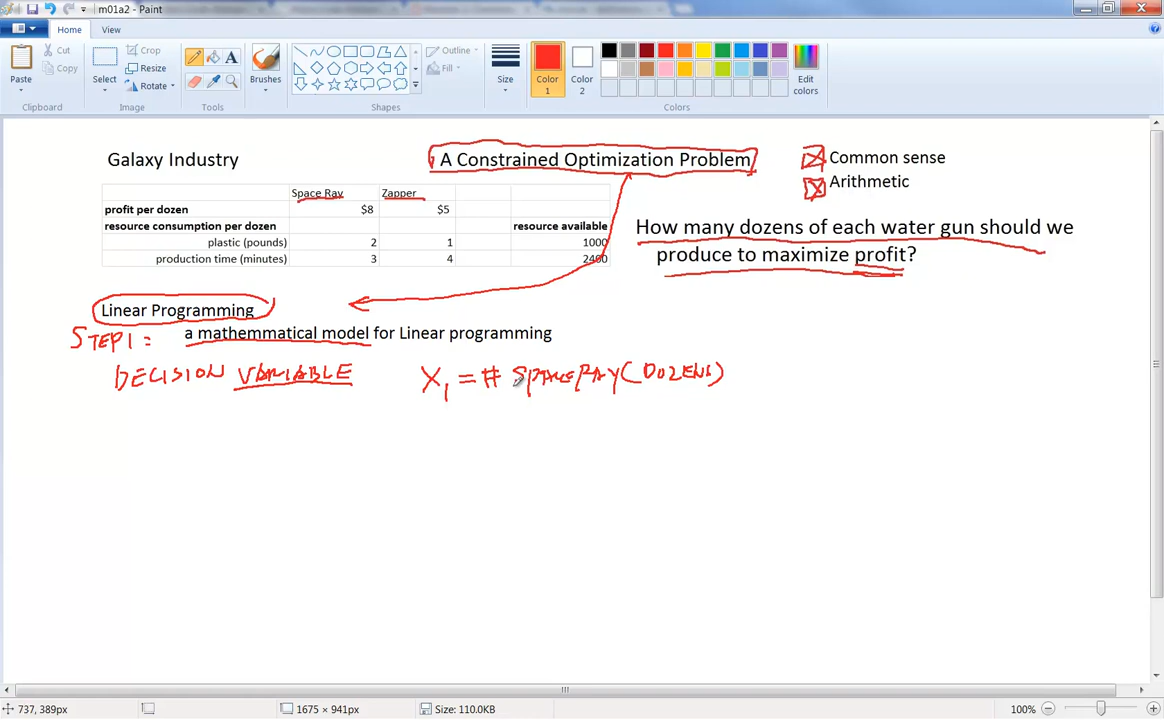 m01a2 - Paint
Home View
Paste Cut Copy Clipboard
Select Crop Resize Rotate Image
Tools
Brushes
Outline Fill Shapes
Size
Color 1 Color 2 Edit colors Colors
Galaxy Industry
A Constrained Optimization Problem
Common sense
Arithmetic
Space Ray Zapper
profit per dozen $8 $5
resource consumption per dozen resource available
plastic (pounds) 2 1 1000
production time (minutes) 3 4 2400
How many dozens of each water gun should we
produce to maximize profit?
Linear Programming
STEP1: a mathemmatical model for Linear programming
DECISION VARIABLE X1 = # SPACERAY(DOZENS)
737, 389px 1675 × 941px Size: 110.0KB 100%